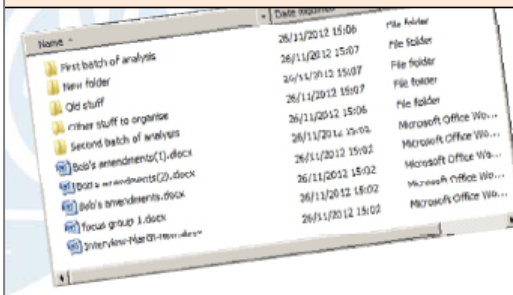 Name Date modified
First batch of analysis 26/11/2012 15:06 File folder
New folder 26/11/2012 15:07 File folder
Old stuff 26/11/2012 15:07 File folder
Other stuff to organise 26/11/2012 15:07 File folder
Second batch of analysis 26/11/2012 15:06 File folder
Bob's amendments(1).docx 26/11/2012 15:02 Microsoft Office Wo...
Bob's amendments(2).docx 26/11/2012 15:02 Microsoft Office Wo...
Bob's amendments.docx 26/11/2012 15:02 Microsoft Office Wo...
focus group 1.docx 26/11/2012 15:02 Microsoft Office Wo...
Interview-March-.docx 26/11/2012 15:02 Microsoft Office Wo...